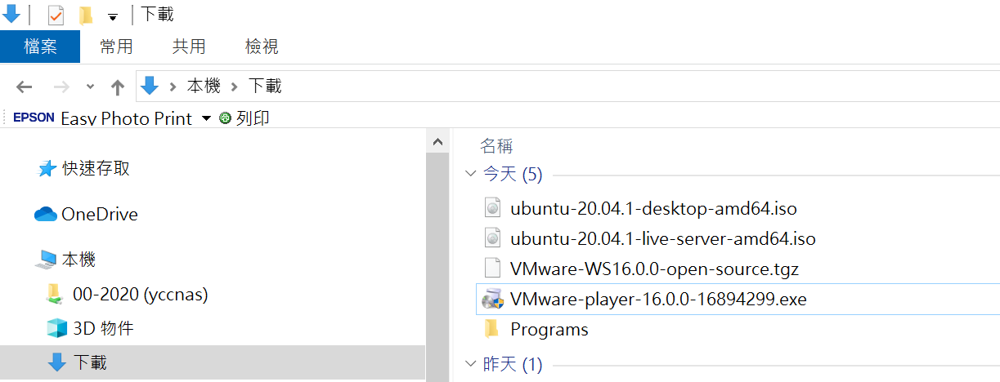 下載
檔案 常用 共用 檢視
本機 下載
EPSON Easy Photo Print 列印
快速存取
OneDrive
本機
00-2020 (yccnas)
3D 物件
下載
名稱
今天 (5)
ubuntu-20.04.1-desktop-amd64.iso
ubuntu-20.04.1-live-server-amd64.iso
VMware-WS16.0.0-open-source.tgz
VMware-player-16.0.0-16894299.exe
Programs
昨天 (1)